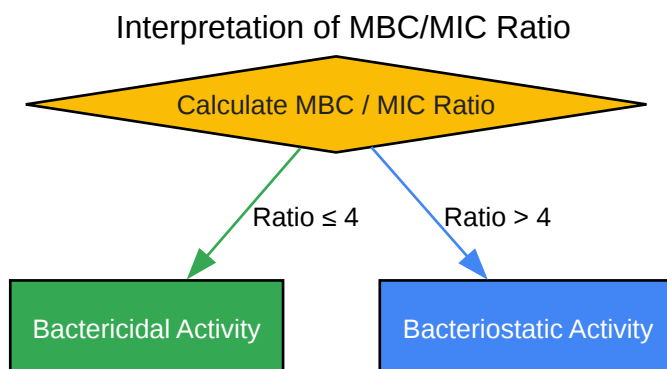 Interpretation of MBC/MIC Ratio
Calculate MBC / MIC Ratio
Ratio ≤ 4
Ratio > 4
Bactericidal Activity
Bacteriostatic Activity